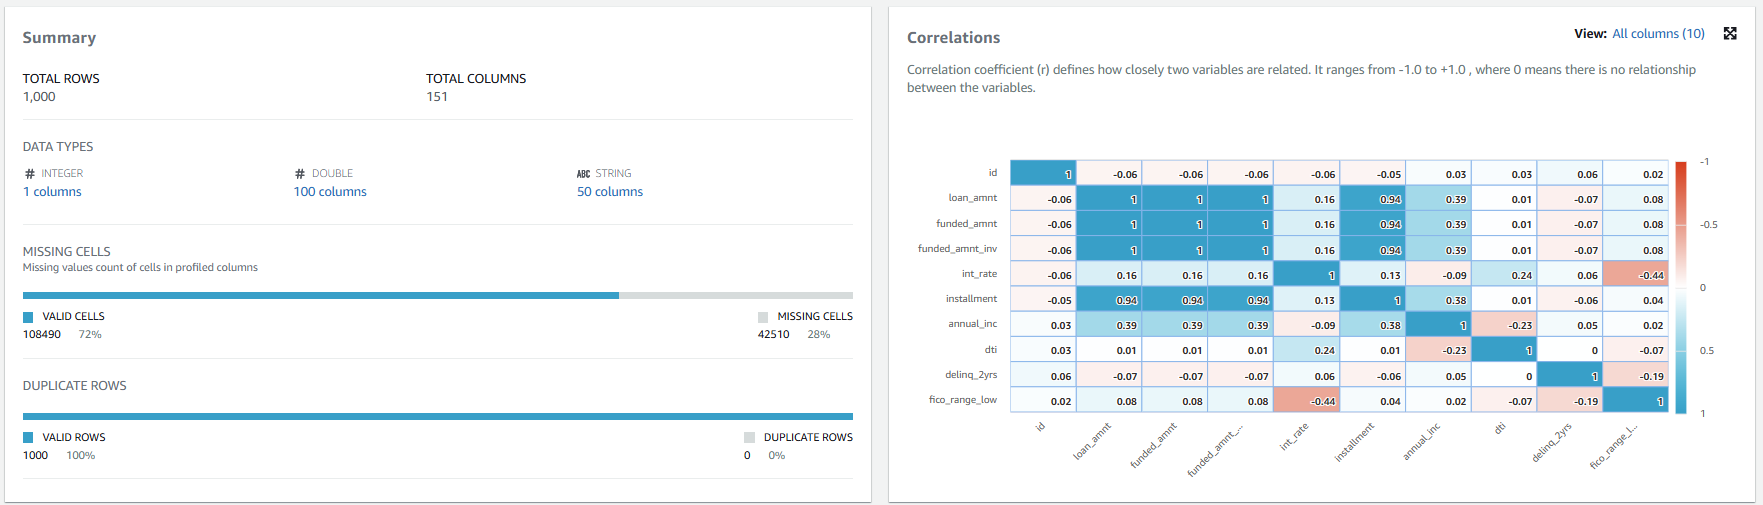 Summary
TOTAL ROWS
1,000
TOTAL COLUMNS
151
DATA TYPES
# INTEGER
1 columns
# DOUBLE
100 columns
ABC STRING
50 columns
MISSING CELLS
Missing values count of cells in profiled columns
VALID CELLS
108490 72%
MISSING CELLS
42510 28%
DUPLICATE ROWS
VALID ROWS
1000 100%
DUPLICATE ROWS
0 0%
Correlations
View: All columns (10)
Correlation coefficient (r) defines how closely two variables are related. It ranges from -1.0 to +1.0 , where 0 means there is no relationship
between the variables.
id 1 -0.06 -0.06 -0.06 -0.06 -0.05 0.03 0.03 0.06 0.02
loan_amnt -0.06 1 1 1 0.16 0.94 0.39 0.01 -0.07 0.08
funded_amnt -0.06 1 1 1 0.16 0.94 0.39 0.01 -0.07 0.08
funded_amnt_inv -0.06 1 1 1 0.16 0.94 0.39 0.01 -0.07 0.08
int_rate -0.06 0.16 0.16 0.16 1 0.13 -0.09 0.24 0.06 -0.44
installment -0.05 0.94 0.94 0.94 0.13 1 0.38 0.01 -0.06 0.04
annual_inc 0.03 0.39 0.39 0.39 -0.09 0.38 1 -0.23 0.05 0.02
dti 0.03 0.01 0.01 0.01 0.24 0.01 -0.23 1 0 -0.07
delinq_2yrs 0.06 -0.07 -0.07 -0.07 0.06 -0.06 0.05 0 1 -0.19
fico_range_low 0.02 0.08 0.08 0.08 -0.44 0.04 0.02 -0.07 -0.19 1
id loan_amnt funded_amnt funded_amnt_... int_rate installment annual_inc dti delinq_2yrs fico_range_l...
-1
-0.5
0
0.5
1